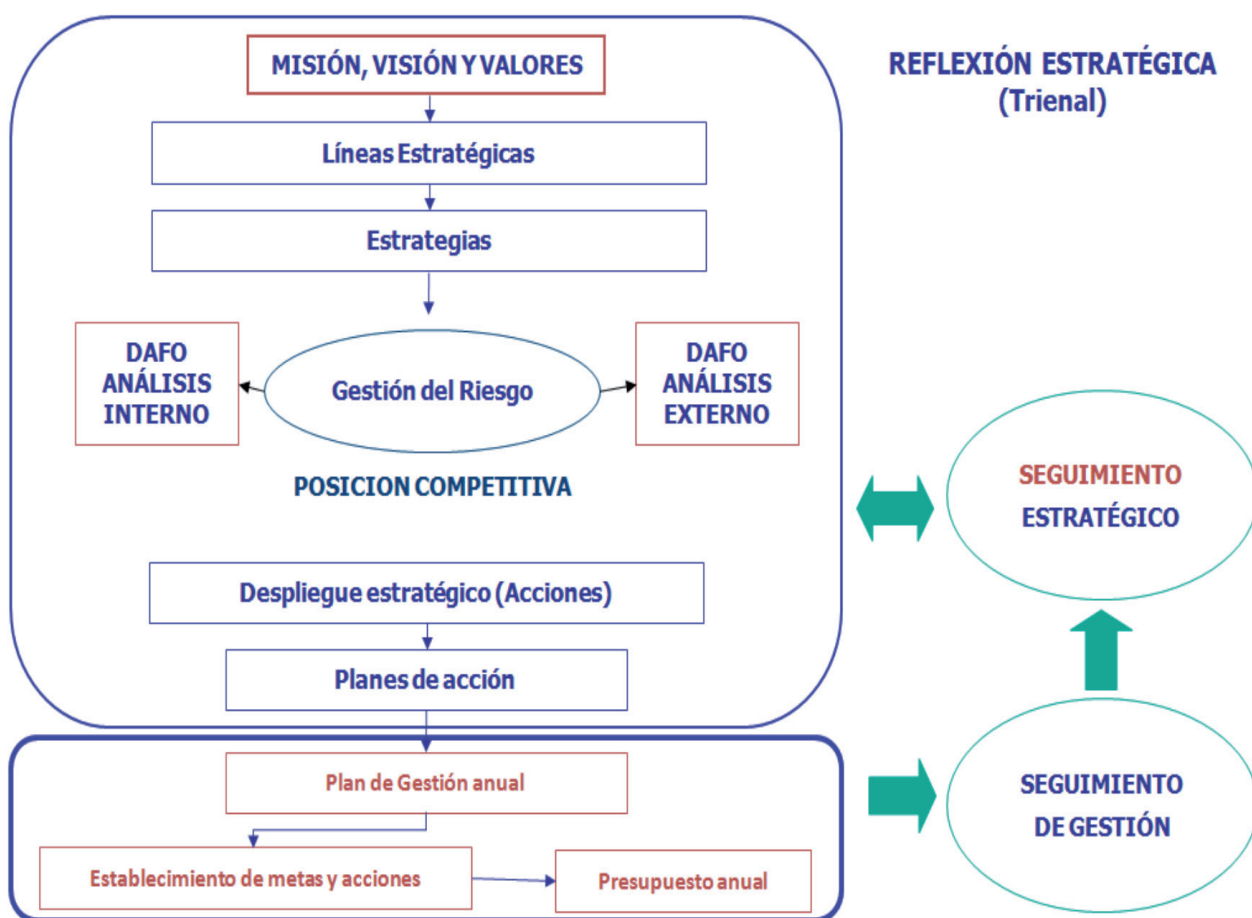 MISIÓN, VISIÓN Y VALORES
REFLEXIÓN ESTRATÉGICA
(Trienal)
Líneas Estratégicas
Estrategias
DAFO
ANÁLISIS
INTERNO
Gestión del Riesgo
DAFO
ANÁLISIS
EXTERNO
POSICION COMPETITIVA
SEGUIMIENTO
ESTRATÉGICO
Despliegue estratégico (Acciones)
Planes de acción
Plan de Gestión anual
SEGUIMIENTO
DE GESTIÓN
Establecimiento de metas y acciones
Presupuesto anual